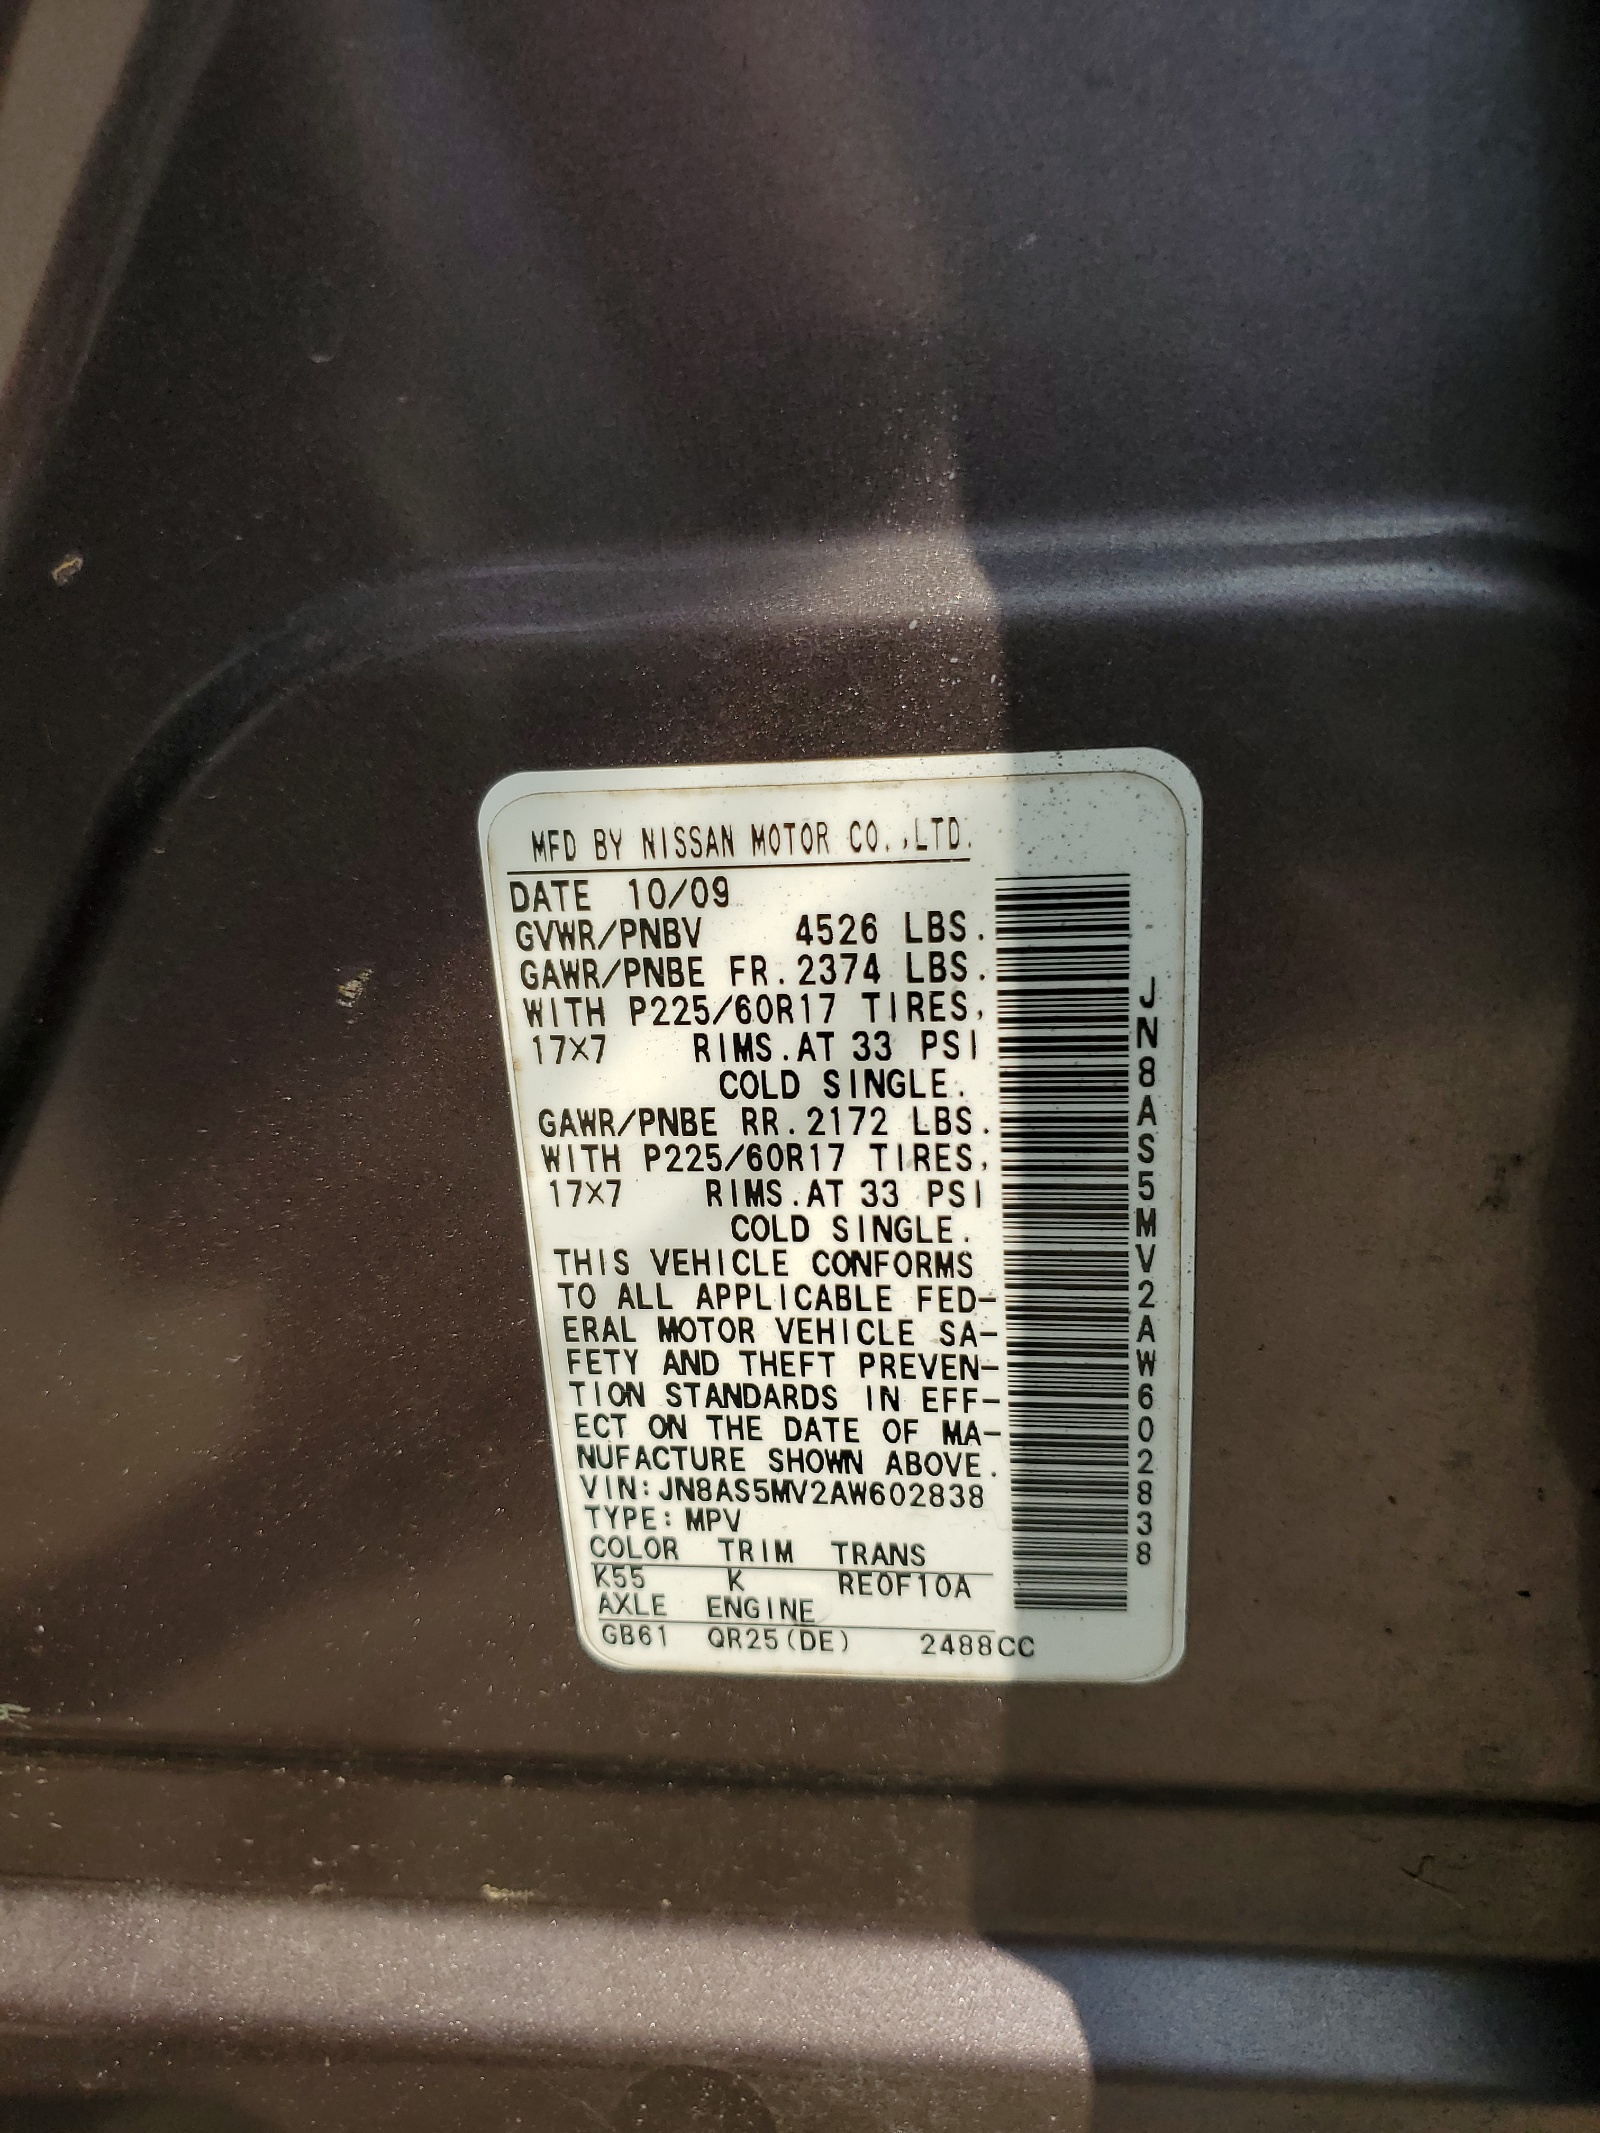 MFD BY NISSAN MOTOR CO.,LTD.
DATE 10/09
GVWR/PNBV 4526 LBS.
GAWR/PNBE FR.2374 LBS.
WITH P225/60R17 TIRES,
17×7 RIMS.AT 33 PSI
COLD SINGLE.
GAWR/PNBE RR.2172 LBS.
WITH P225/60R17 TIRES,
17×7 RIMS.AT 33 PSI
COLD SINGLE.
THIS VEHICLE CONFORMS
TO ALL APPLICABLE FED-
ERAL MOTOR VEHICLE SA-
FETY AND THEFT PREVEN-
TION STANDARDS IN EFF-
ECT ON THE DATE OF MA-
NUFACTURE SHOWN ABOVE.
VIN:JN8AS5MV2AW602838
TYPE:MPV
COLOR TRIM TRANS
K55 K RE0F10A
AXLE ENGINE
GB61 QR25(DE) 2488CC
JN8AS5MV2AW602838